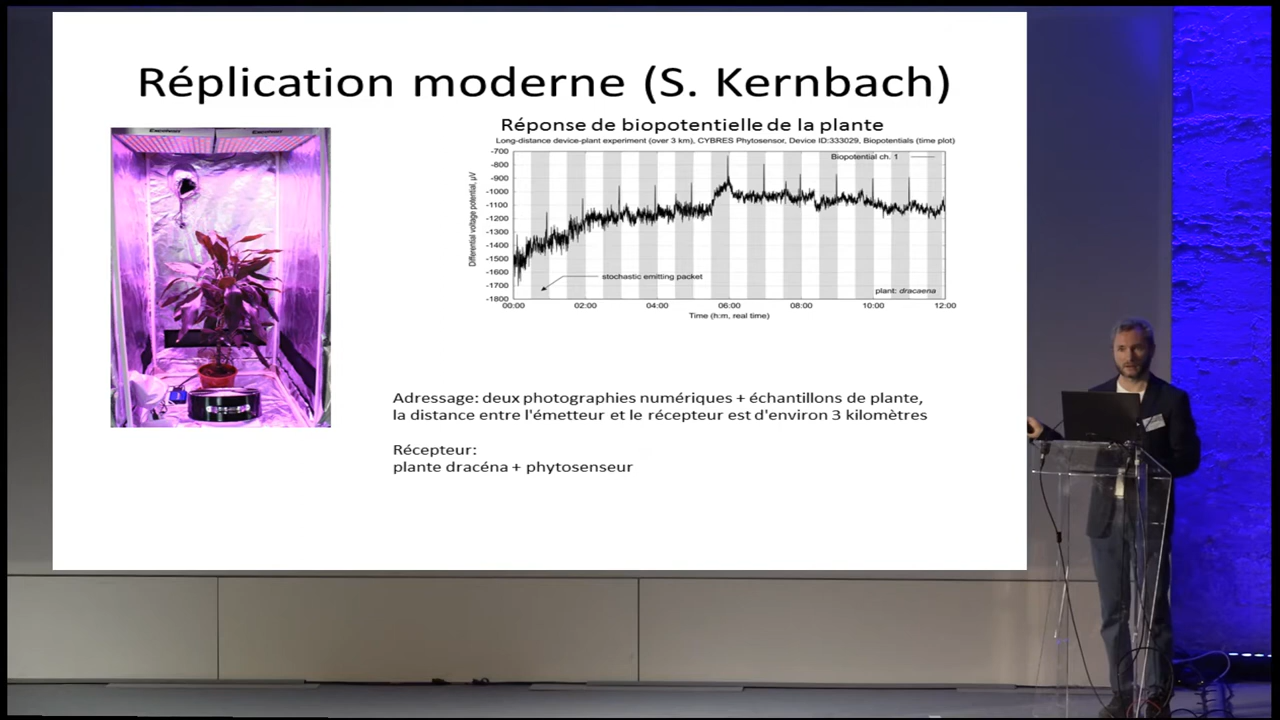 Réplication moderne (S. Kernbach)
Réponse de biopotentielle de la plante
Long-distance device-plant experiment (over 3 km), CYBRES Phytosensor, Device ID:333029, Biopotentials (time plot)
Biopotential ch. 1
Differential voltage potential, μV
-700
-800
-900
-1000
-1100
-1200
-1300
-1400
-1500
-1600
-1700
-1800
stochastic emitting packet
plant: dracaena
00:00 02:00 04:00 06:00 08:00 10:00 12:00
Time (h:m, real time)
Adressage: deux photographies numériques + échantillons de plante,
la distance entre l'émetteur et le récepteur est d'environ 3 kilomètres
Récepteur:
plante dracéna + phytosenseur